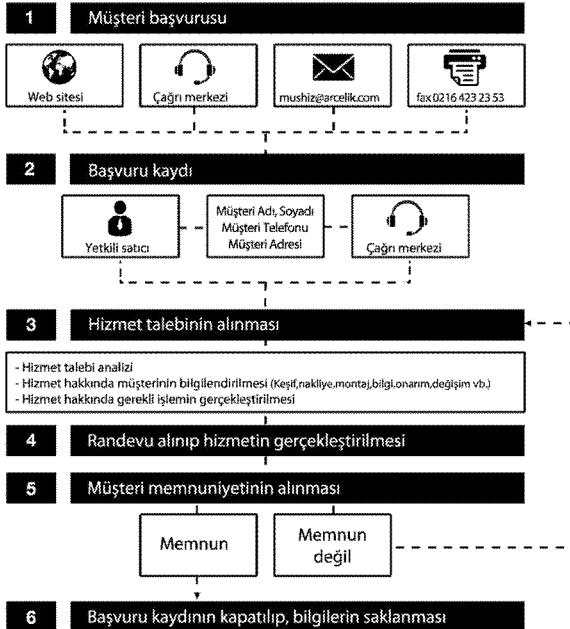 1 Müşteri başvurusu
Web sitesi
Çağrı merkezi
mushiz@arcelik.com
fax 0216 423 23 53
2 Başvuru kaydı
Yetkili satıcı
Müşteri Adı, Soyadı
Müşteri Telefonu
Müşteri Adresi
Çağrı merkezi
3 Hizmet talebinin alınması
- Hizmet talebi analizi
- Hizmet hakkında müşterinin bilgilendirilmesi (Keşif,nakliye,montaj,bilgi,onarım,değişim vb.)
- Hizmet hakkında gerekli işlemin gerçekleştirilmesi
4 Randevu alınıp hizmetin gerçekleştirilmesi
5 Müşteri memnuniyetinin alınması
Memnun
Memnun
değil
6 Başvuru kaydının kapatılıp, bilgilerin saklanması